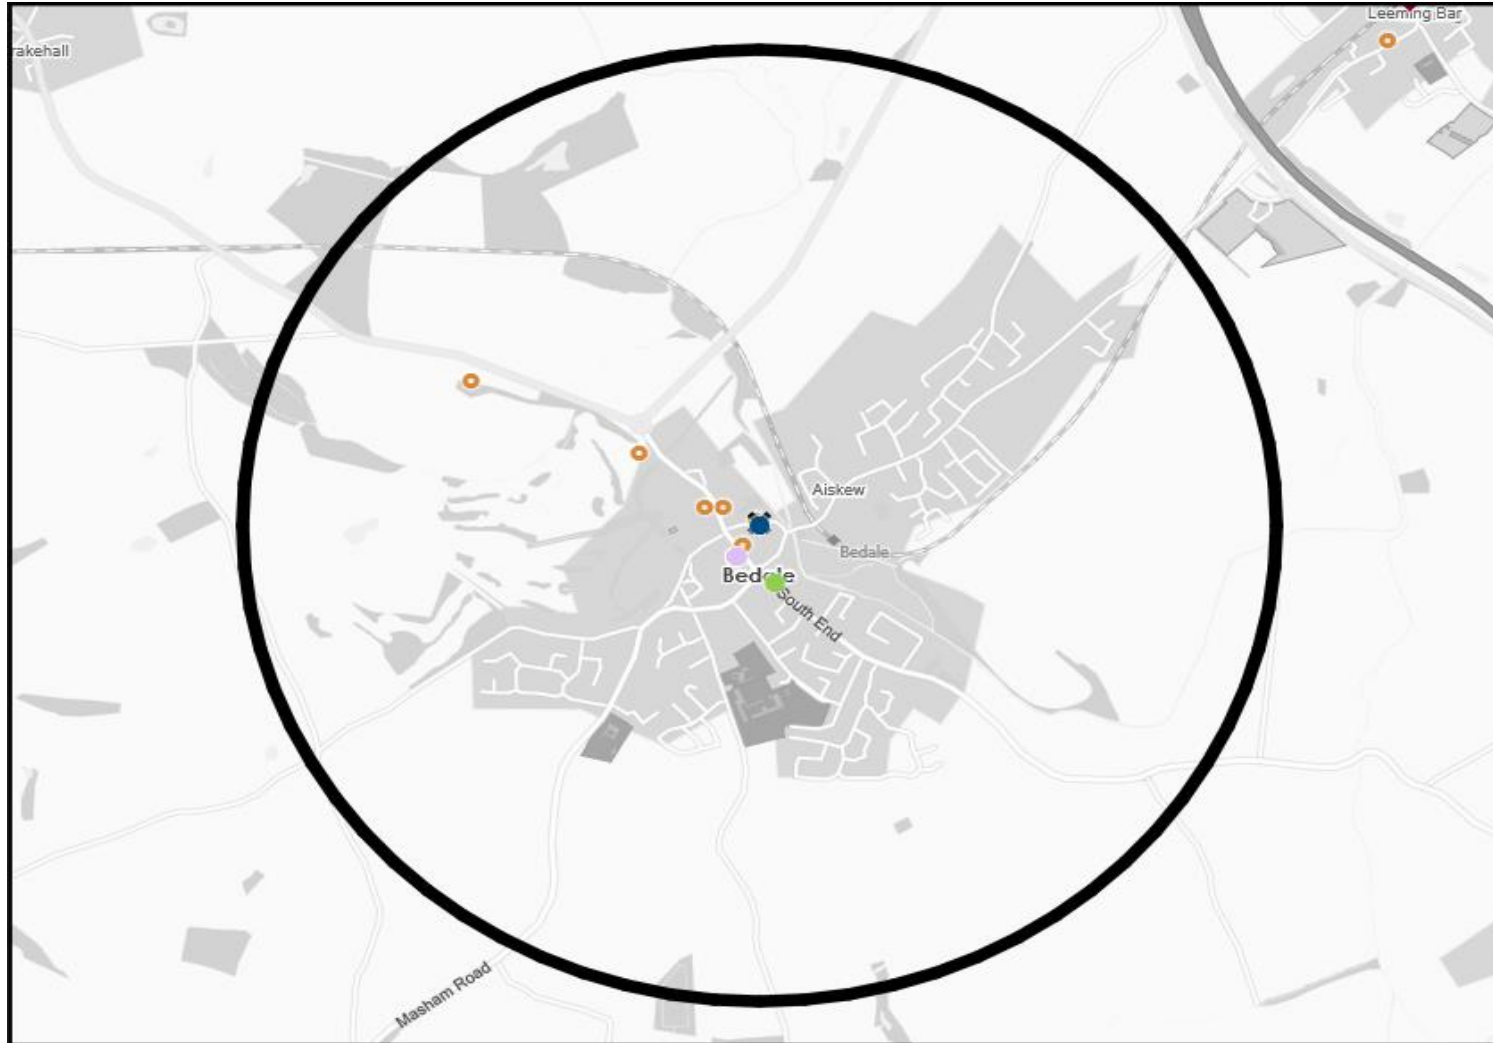 Leeming Bar
rakehall
Aiskew
Bedale
Bedale
South End
Masham Road